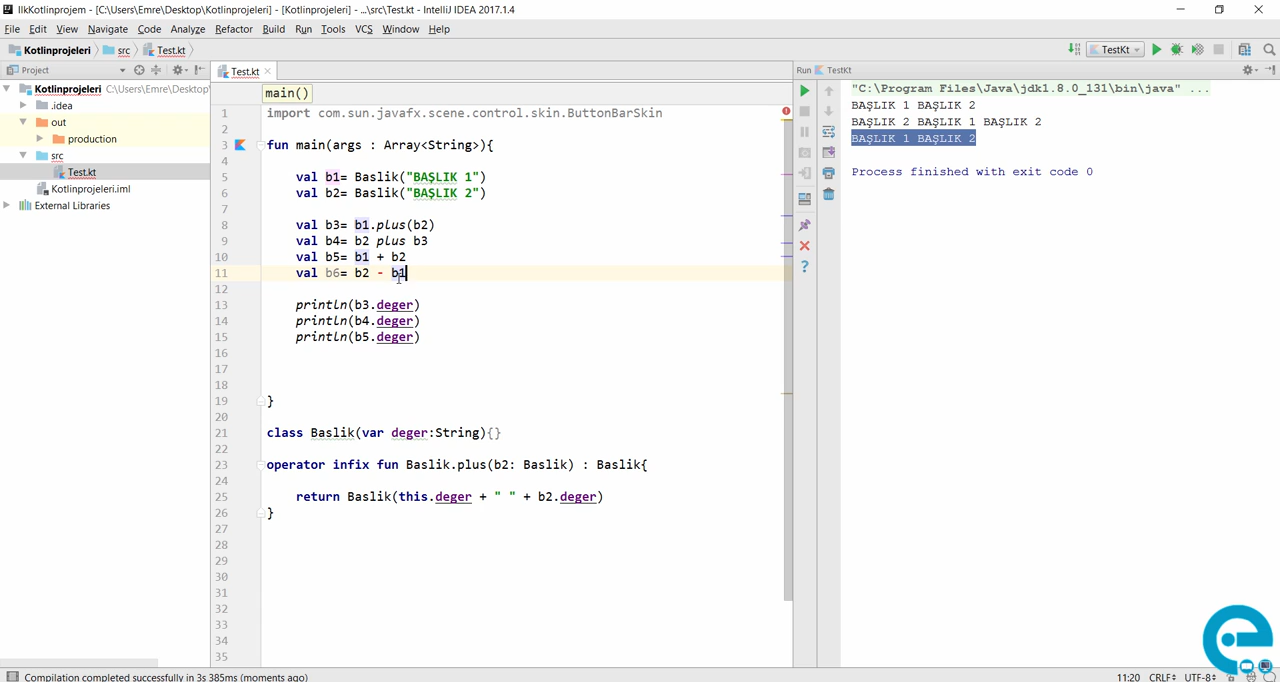 IlkKotlinprojem - [C:\Users\Emre\Desktop\Kotlinprojeleri] - [Kotlinprojeleri] - ...\src\Test.kt - IntelliJ IDEA 2017.1.4
File Edit View Navigate Code Analyze Refactor Build Run Tools VCS Window Help
Kotlinprojeleri src Test.kt TestKt
Project Test.kt Run TestKt
Kotlinprojeleri C:\Users\Emre\Desktop\
.idea
out
production
src
Test.kt
Kotlinprojeleri.iml
External Libraries
main()
1 import com.sun.javafx.scene.control.skin.ButtonBarSkin
2
3 fun main(args : Array<String>){
4
5 val b1= Baslik("BAŞLIK 1")
6 val b2= Baslik("BAŞLIK 2")
7
8 val b3= b1.plus(b2)
9 val b4= b2 plus b3
10 val b5= b1 + b2
11 val b6= b2 - b1
12
13 println(b3.deger)
14 println(b4.deger)
15 println(b5.deger)
16
17
18
19 }
20
21 class Baslik(var deger:String){}
22
23 operator infix fun Baslik.plus(b2: Baslik) : Baslik{
24
25 return Baslik(this.deger + " " + b2.deger)
26 }
27
28
29
30
31
32
33
34
35
"C:\Program Files\Java\jdk1.8.0_131\bin\java" ...
BAŞLIK 1 BAŞLIK 2
BAŞLIK 2 BAŞLIK 1 BAŞLIK 2
BAŞLIK 1 BAŞLIK 2
Process finished with exit code 0
Compilation completed successfully in 3s 385ms (moments ago) 11:20 CRLF UTF-8